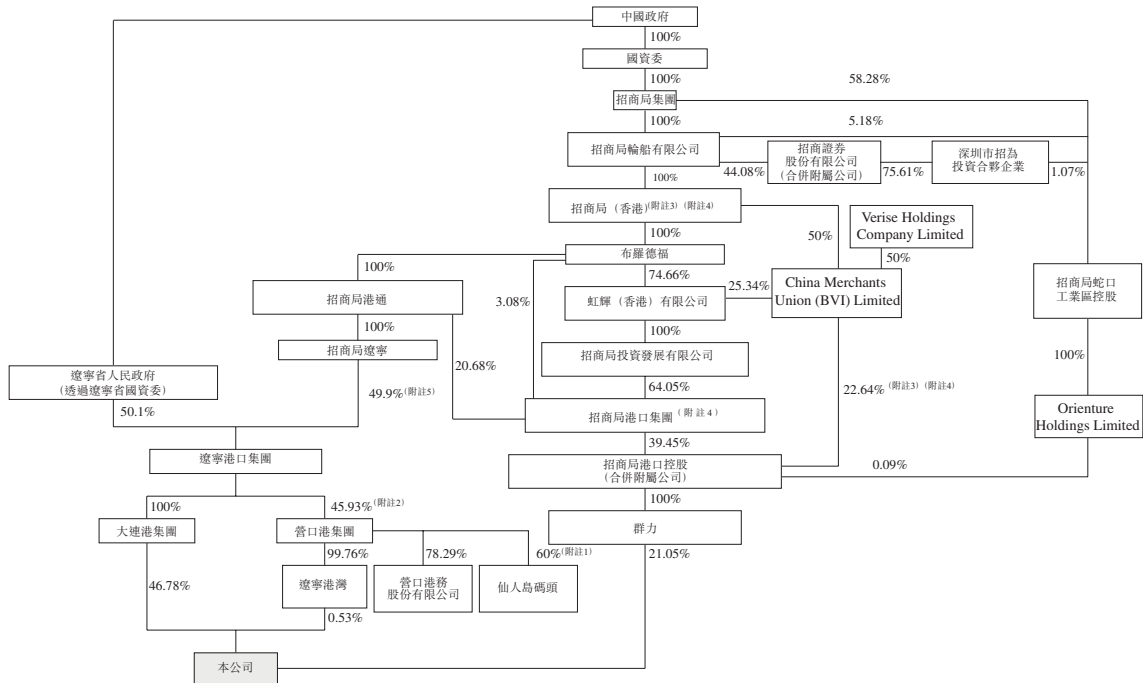 中國政府
100%
國資委
100%
58.28%
招商局集團
100%
5.18%
招商局輪船有限公司
招商證券
股份有限公司
(合併附屬公司)
深圳市招為
投資合夥企業
44.08%
75.61%
1.07%
100%
招商局（香港）(附註3) (附註4)
Verise Holdings
Company Limited
100%
50%
50%
布羅德福
100%
74.66%
25.34%
China Merchants
Union (BVI) Limited
招商局蛇口
工業區控股
招商局港通
3.08%
虹輝（香港）有限公司
100%
100%
招商局遼寧
招商局投資發展有限公司
100%
20.68%
遼寧省人民政府
(透過遼寧省國資委)
49.9%(附註5)
64.05%
22.64%(附註3) (附註4)
50.1%
招商局港口集團(附註4)
Orienture
Holdings Limited
39.45%
遼寧港口集團
招商局港口控股
(合併附屬公司)
0.09%
100%
45.93%(附註2)
100%
大連港集團
營口港集團
群力
99.76%
78.29%
60%(附註1)
21.05%
46.78%
遼寧港灣
營口港務
股份有限公司
仙人島碼頭
0.53%
本公司